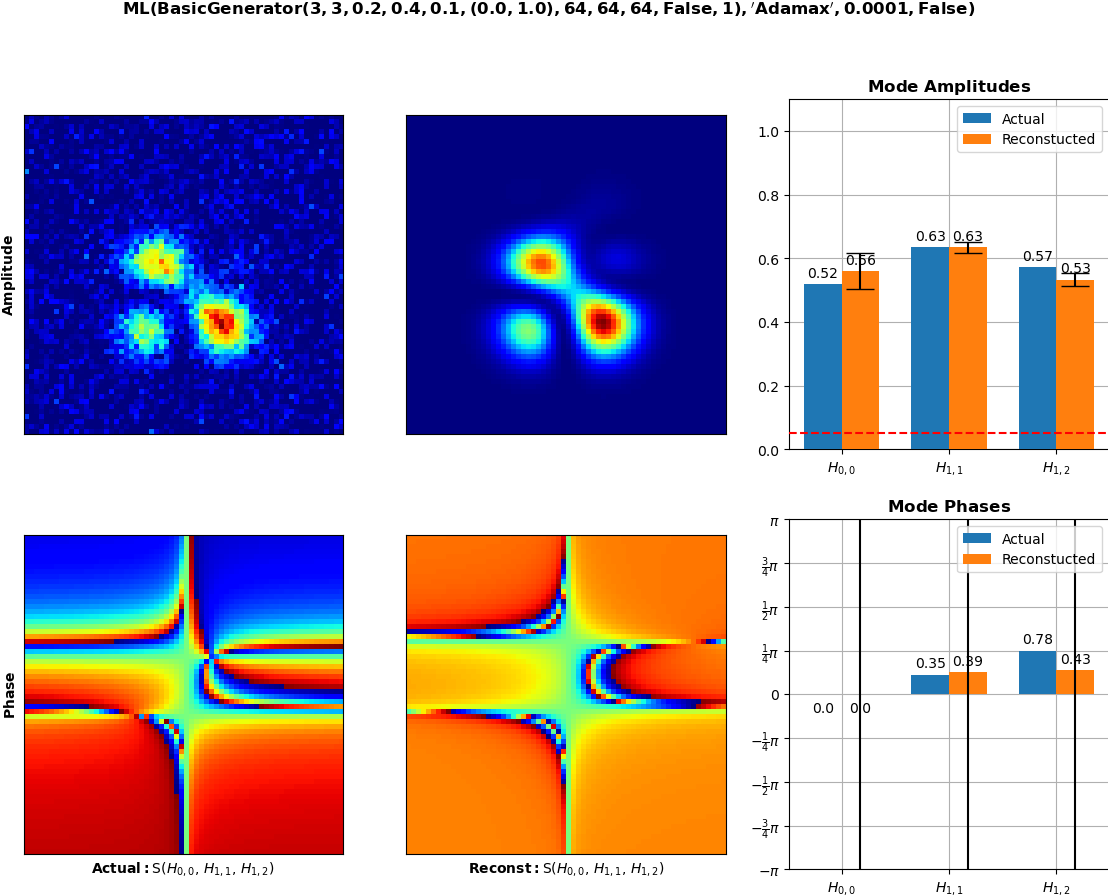 ML(BasicGenerator(3, 3, 0.2, 0.4, 0.1, (0.0, 1.0), 64, 64, 64, False, 1), ′Adamax′, 0.0001, False)
Amplitude
Mode Amplitudes
Actual
Reconstucted
1.0
0.8
0.6
0.4
0.2
0.0
0.52 0.56
0.63 0.63
0.57 0.53
H0,0 H1,1 H1,2
Phase
Actual: S(H0,0, H1,1, H1,2)
Reconst: S(H0,0, H1,1, H1,2)
Mode Phases
Actual
Reconstucted
π
3/4π
1/2π
1/4π
0
−1/4π
−1/2π
−3/4π
−π
0.0 0.0
0.35 0.39
0.78 0.43
H0,0 H1,1 H1,2